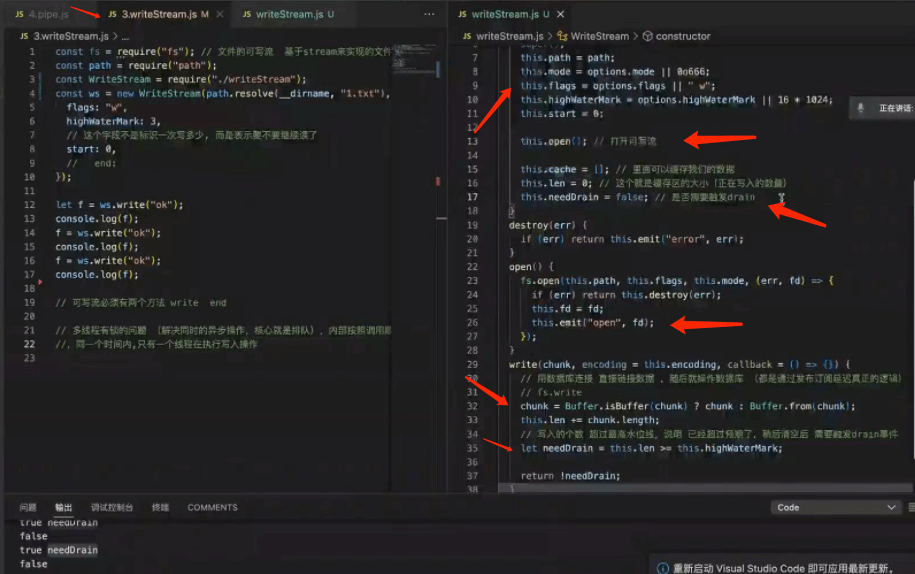 JS 4.pipe.js
JS 3.writeStream.js M ×
JS writeStream.js U
···
JS writeStream.js U ×
JS 3.writeStream.js > ...
JS writeStream.js > WriteStream > constructor
1 const fs = require("fs"); // 文件的可写流 基于stream来实现的文件
2 const path = require("path");
3 const WriteStream = require("./writeStream");
4 const ws = new WriteStream(path.resolve(__dirname, "1.txt"),
5 flags: "w",
6 highWaterMark: 3,
7 // 这个字段不是标识一次写多少, 而是表示要不要继续读了
8 start: 0,
9 // end:
10 });
11
12 let f = ws.write("ok");
13 console.log(f);
14 f = ws.write("ok");
15 console.log(f);
16 f = ws.write("ok");
17 console.log(f);
18
19 // 可写流必须有两个方法 write end
20
21 // 多线程有锁的问题 (解决同时的异步操作, 核心就是排队) , 内部按照调用
22 //, 同一个时间内,只有一个线程在执行写入操作
23
super();
7 this.path = path;
8 this.mode = options.mode || 0o666;
9 this.flags = options.flags || " w";
10 this.highWaterMark = options.highWaterMark || 16 * 1024;
11 this.start = 0;
12
13 this.open(); // 打开可写流
14
15 this.cache = []; // 里面可以缓存我们的数据
16 this.len = 0; // 这个就是缓存区的大小 (正在写入的数量)
17 this.needDrain = false; // 是否需要触发drain
18 }
19 destroy(err) {
20 if (err) return this.emit("error", err);
21 }
22 open() {
23 fs.open(this.path, this.flags, this.mode, (err, fd) => {
24 if (err) return this.destroy(err);
25 this.fd = fd;
26 this.emit("open", fd);
27 });
28 }
29 write(chunk, encoding = this.encoding, callback = () => {}) {
30 // 用数据库连接 直接链接数据 , 随后就操作数据库 (都是通过发布订阅延迟真正的逻辑)
31 // fs.write
32 chunk = Buffer.isBuffer(chunk) ? chunk : Buffer.from(chunk);
33 this.len += chunk.length;
34 // 写入的个数 超过最高水位线, 说明 已经超过预期了, 稍后清空后 需要触发drain事件
35 let needDrain = this.len >= this.highWaterMark;
36
37 return !needDrain;
38 }
正在讲话:
问题 输出 调试控制台 终端 COMMENTS
Code
true needDrain
false
true needDrain
false
重新启动 Visual Studio Code 即可应用最新更新。